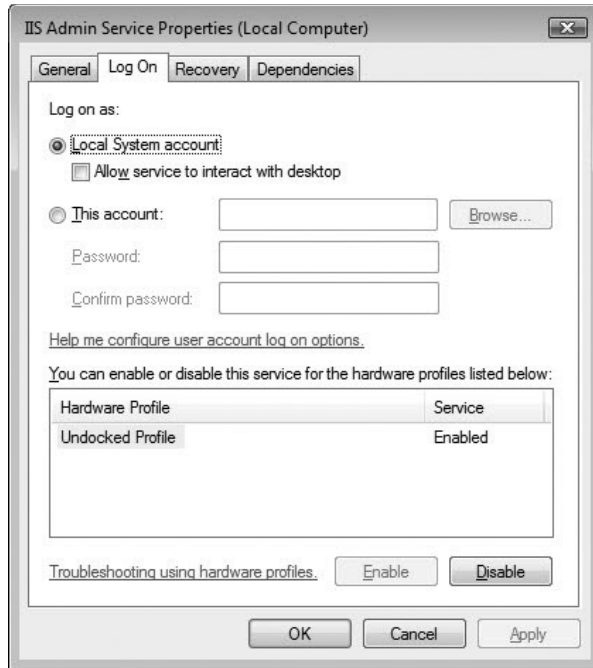 IIS Admin Service Properties (Local Computer)
General Log On Recovery Dependencies
Log on as:
Local System account
Allow service to interact with desktop
This account: Browse...
Password:
Confirm password:
Help me configure user account log on options.
You can enable or disable this service for the hardware profiles listed below:
Hardware Profile Service
Undocked Profile Enabled
Troubleshooting using hardware profiles. Enable Disable
OK Cancel Apply